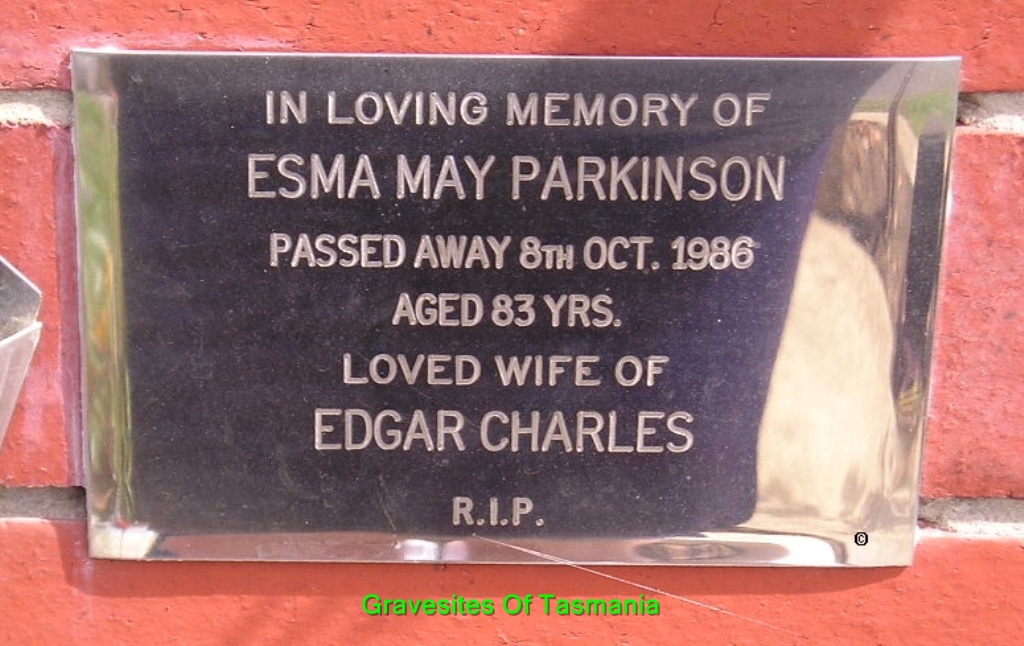 IN LOVING MEMORY OF
ESMA MAY PARKINSON
PASSED AWAY 8TH OCT. 1986
AGED 83 YRS.
LOVED WIFE OF
EDGAR CHARLES
R.I.P.
©
Gravesites Of Tasmania